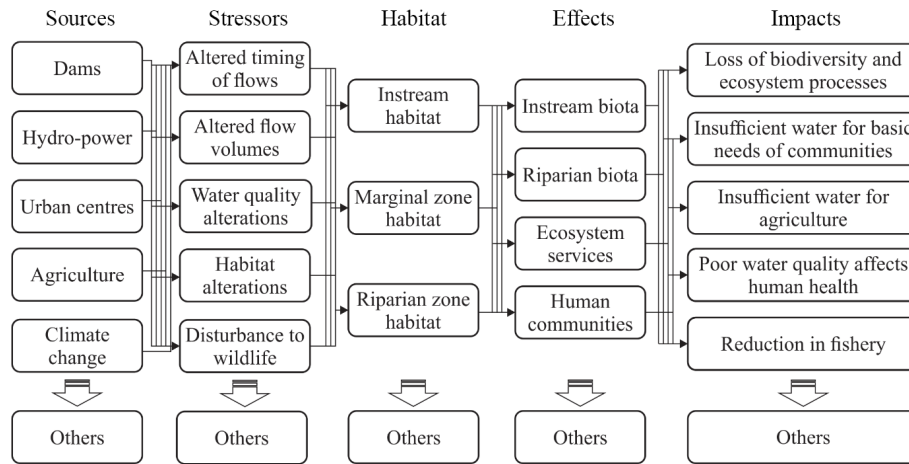 Sources
Stressors
Habitat
Effects
Impacts
Dams
Hydro-power
Urban centres
Agriculture
Climate
change
Others
Altered timing
of flows
Altered flow
volumes
Water quality
alterations
Habitat
alterations
Disturbance to
wildlife
Others
Instream
habitat
Marginal zone
habitat
Riparian zone
habitat
Others
Instream biota
Riparian biota
Ecosystem
services
Human
communities
Others
Loss of biodiversity and
ecosystem processes
Insufficient water for basic
needs of communities
Insufficient water for
agriculture
Poor water quality affects
human health
Reduction in fishery
Others